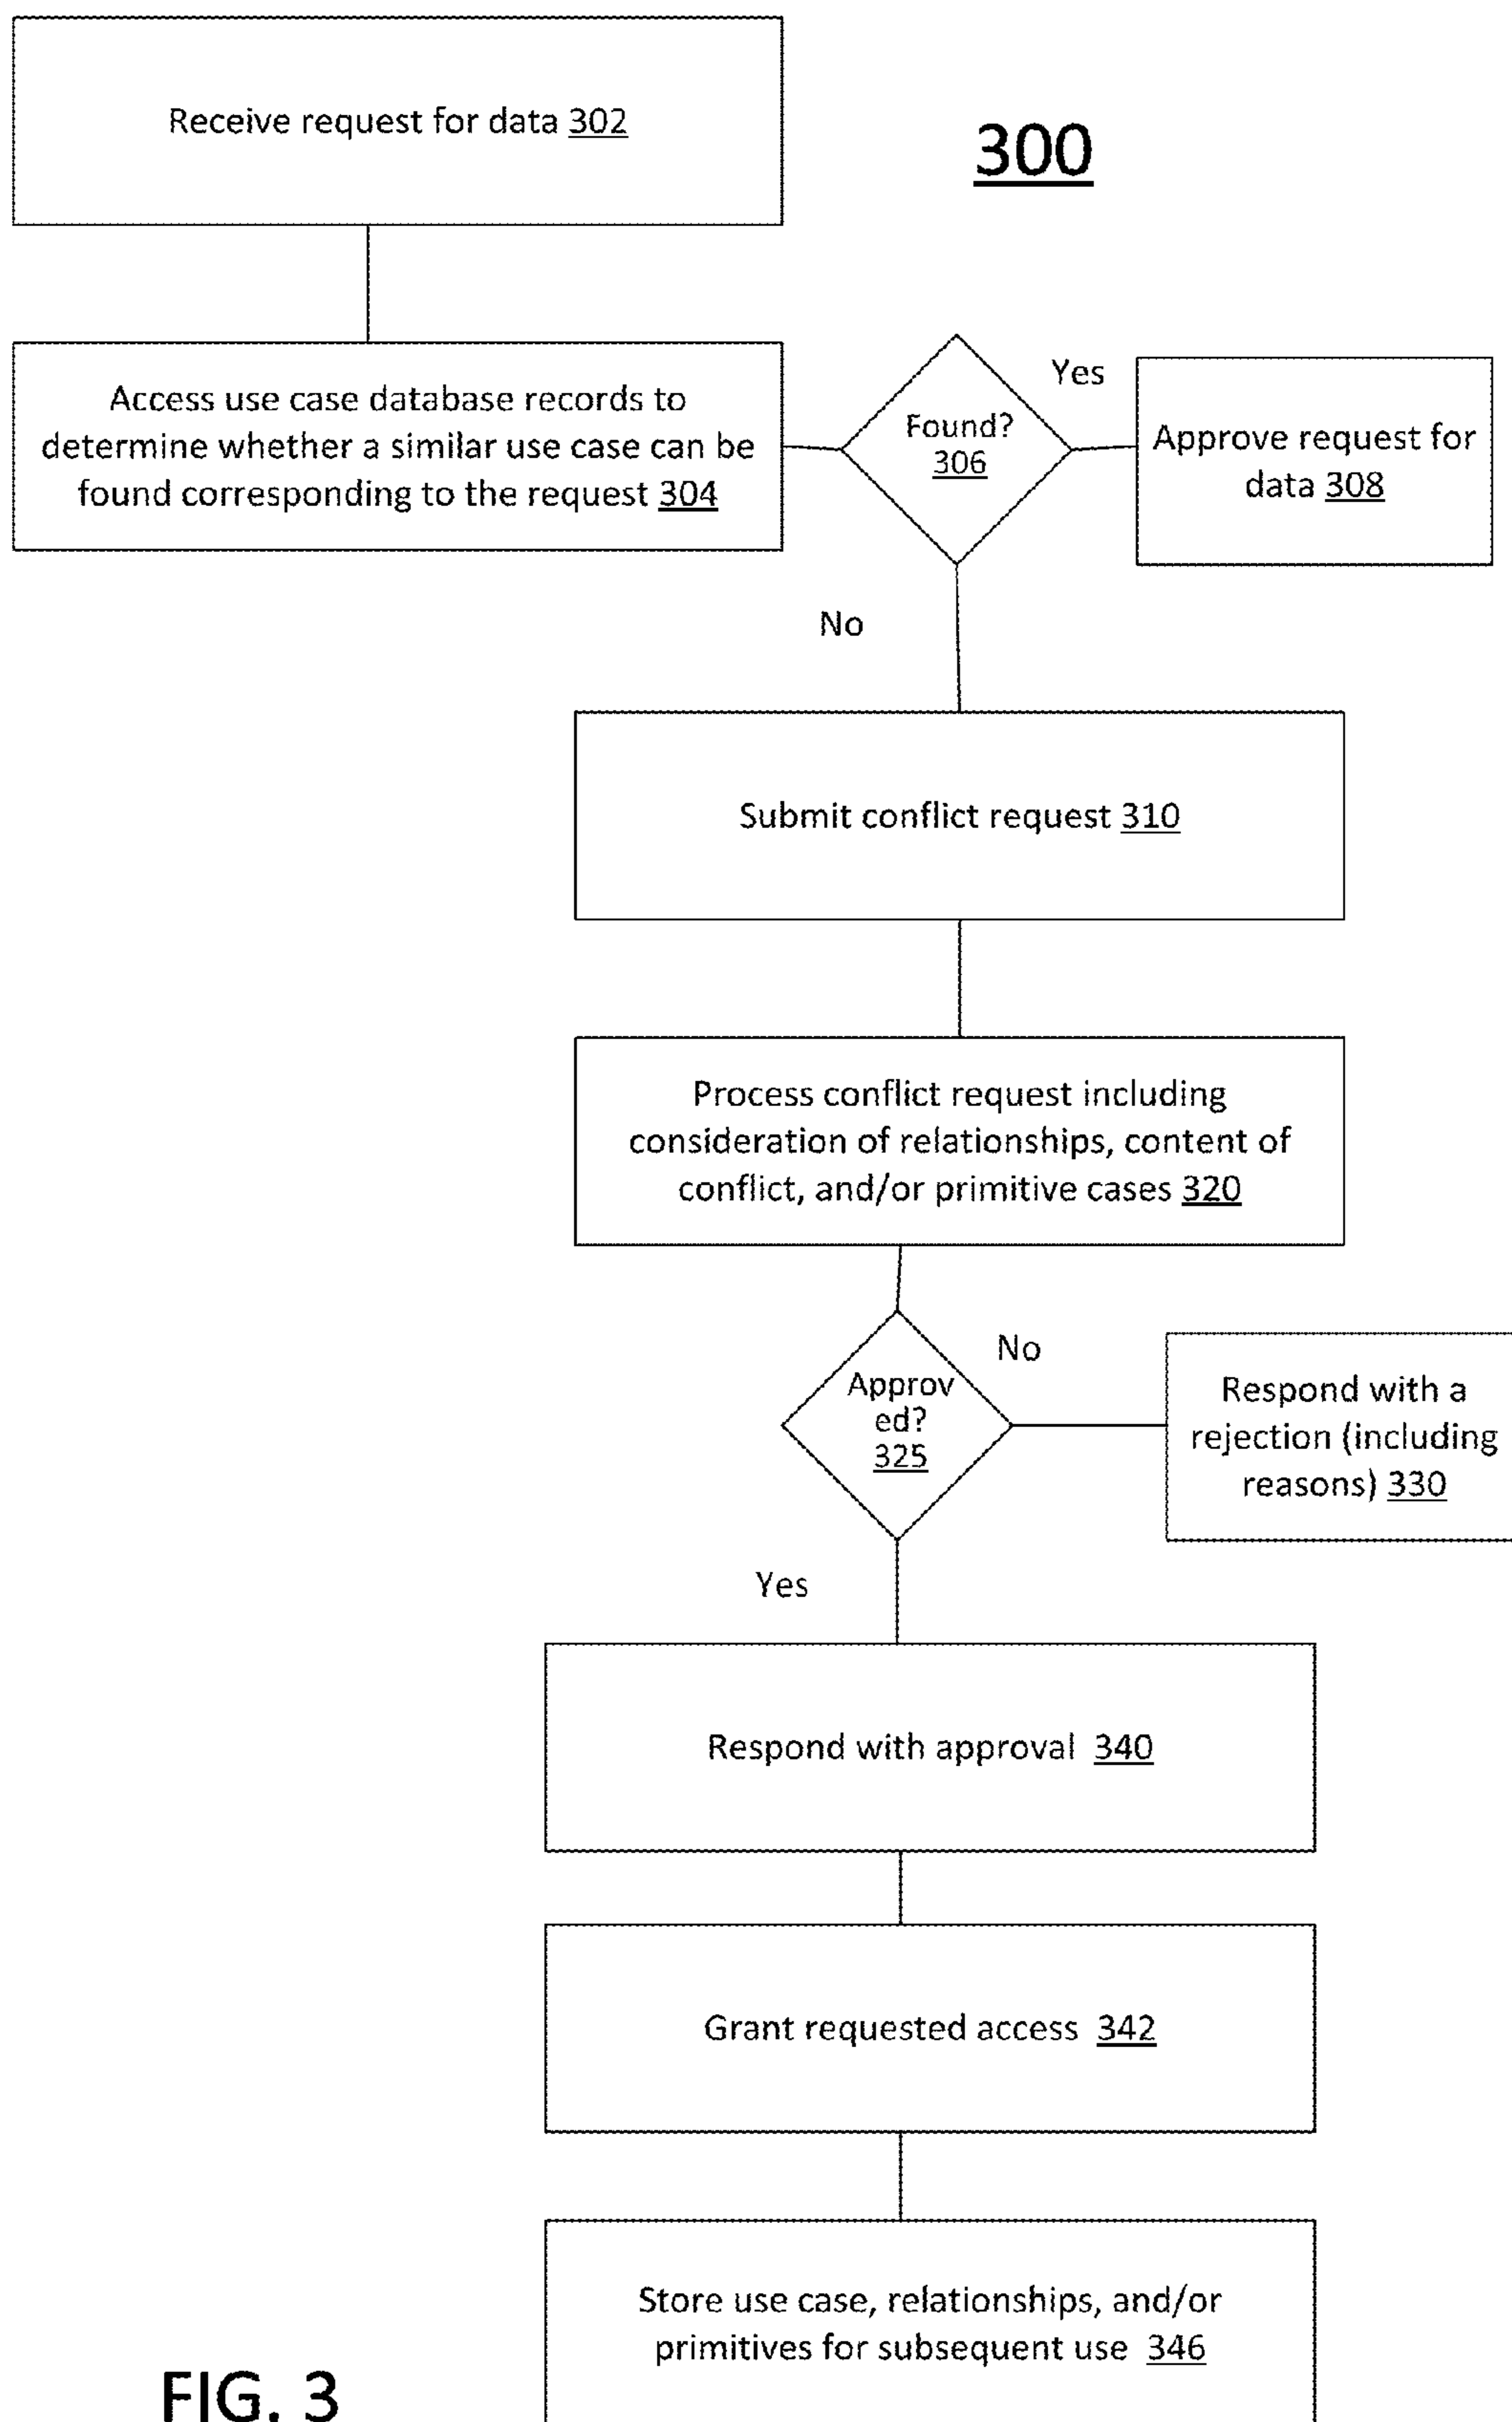 Receive request for data 302
300
Access use case database records to
determine whether a similar use case can be
found corresponding to the request 304
Found?
306
Yes
Approve request for
data 308
No
Submit conflict request 310
Process conflict request including
consideration of relationships, content of
conflict, and/or primitive cases 320
Approv
ed?
325
No
Respond with a
rejection (including
reasons) 330
Yes
Respond with approval 340
Grant requested access 342
Store use case, relationships, and/or
primitives for subsequent use 346
FIG. 3